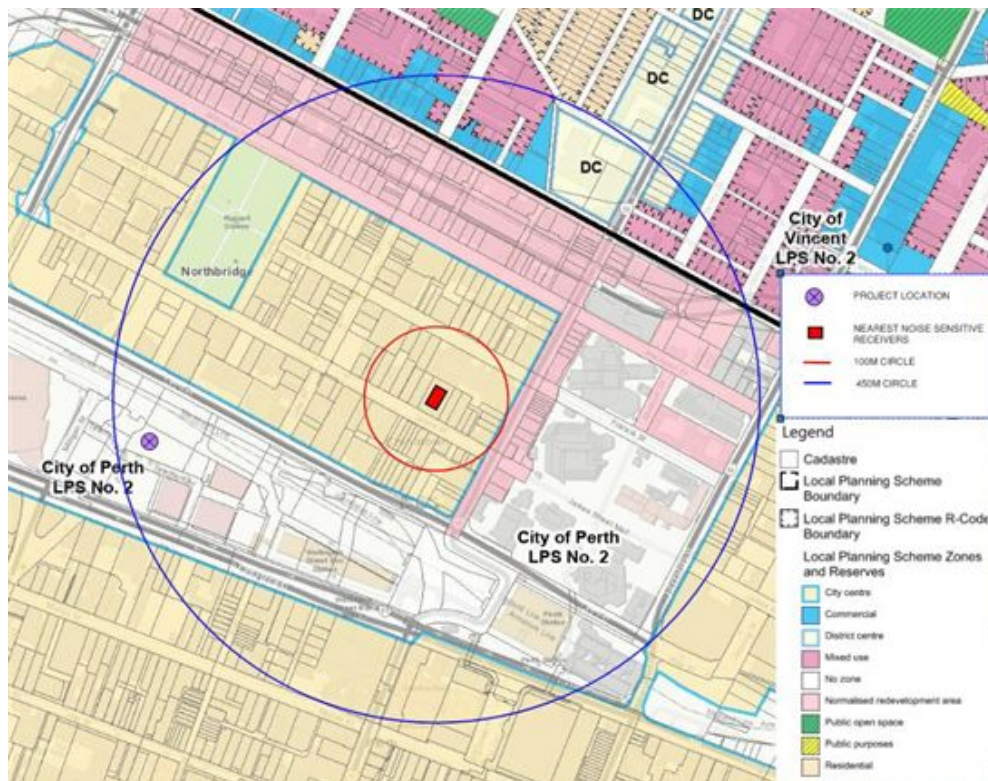 DC
DC
DC
City of
Vincent
LPS No. 2
Northbridge
City of Perth
LPS No. 2
City of Perth
LPS No. 2
PROJECT LOCATION
NEAREST NOISE SENSITIVE
RECEIVERS
100M CIRCLE
450M CIRCLE
Legend
Cadastre
Local Planning Scheme
Boundary
Local Planning Scheme R-Code
Boundary
Local Planning Scheme Zones
and Reserves
City centre
Commercial
District centre
Mixed use
No zone
Normalised redevelopment area
Public open space
Public purposes
Residential